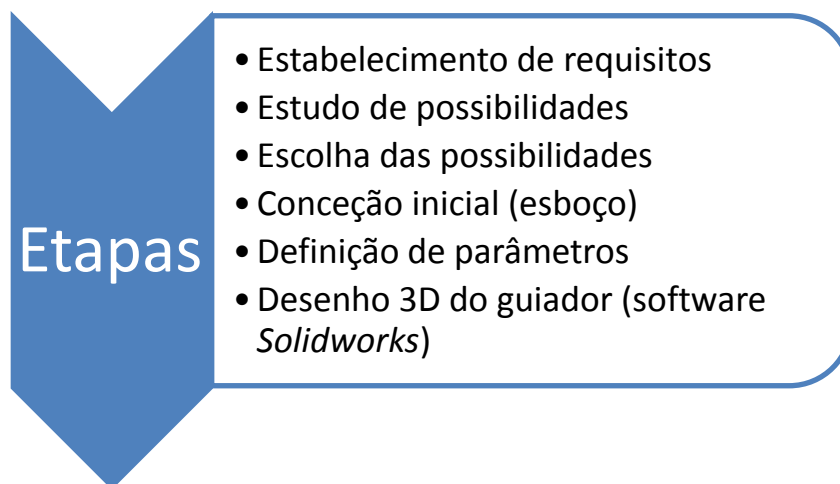 Etapas
• Estabelecimento de requisitos
• Estudo de possibilidades
• Escolha das possibilidades
• Conceção inicial (esboço)
• Definição de parâmetros
• Desenho 3D do guiador (software
Solidworks)